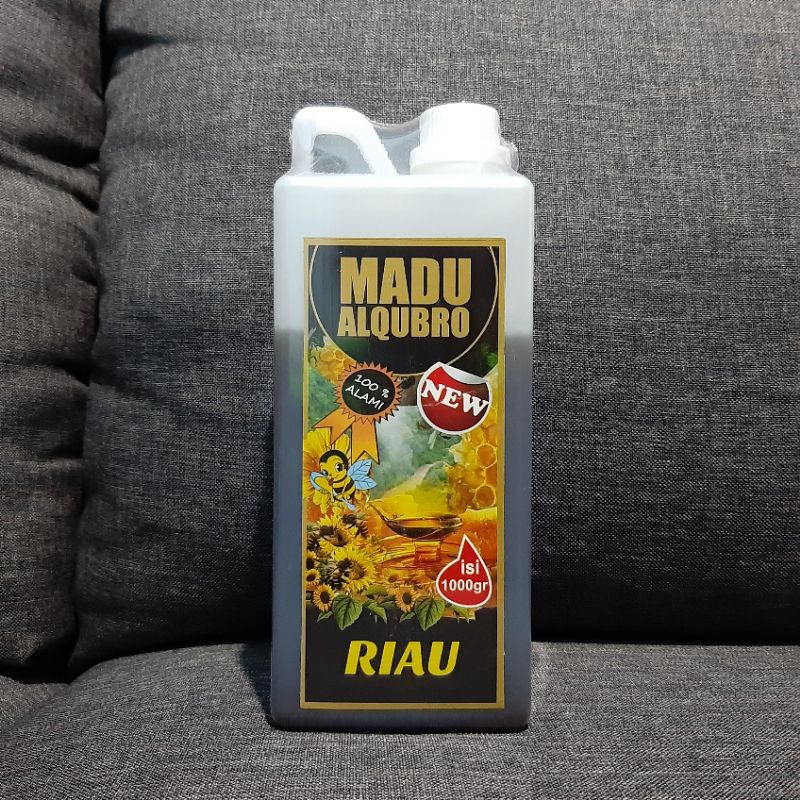 MADU
ALQUBRO
100 %
ALAMI
NEW
isi
1000gr
RIAU